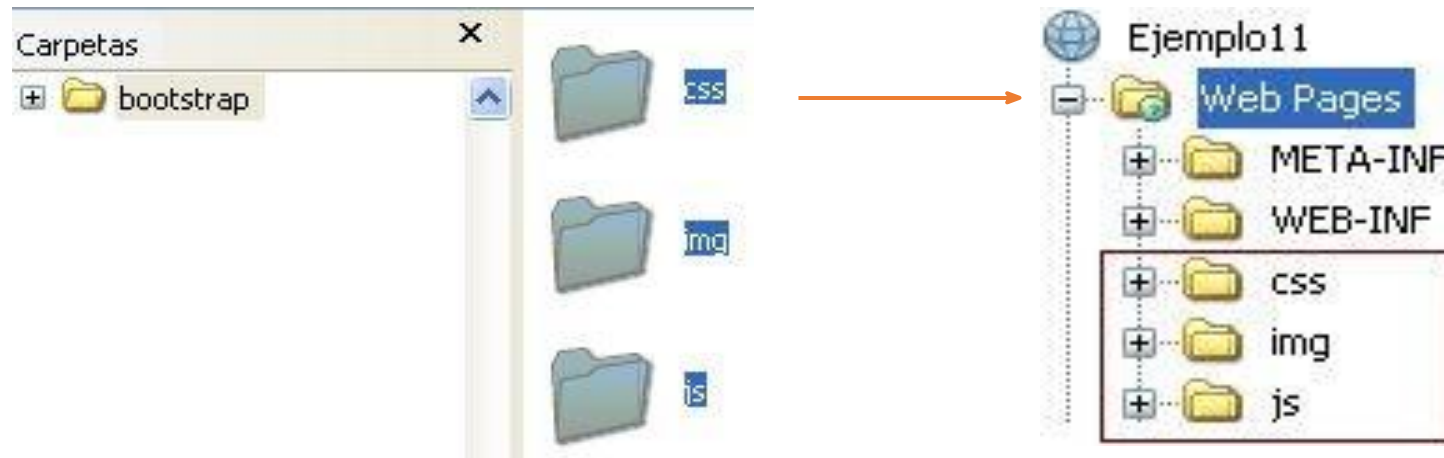 Carpetas
bootstrap
css
img
js
Ejemplo11
Web Pages
META-INF
WEB-INF
css
img
js